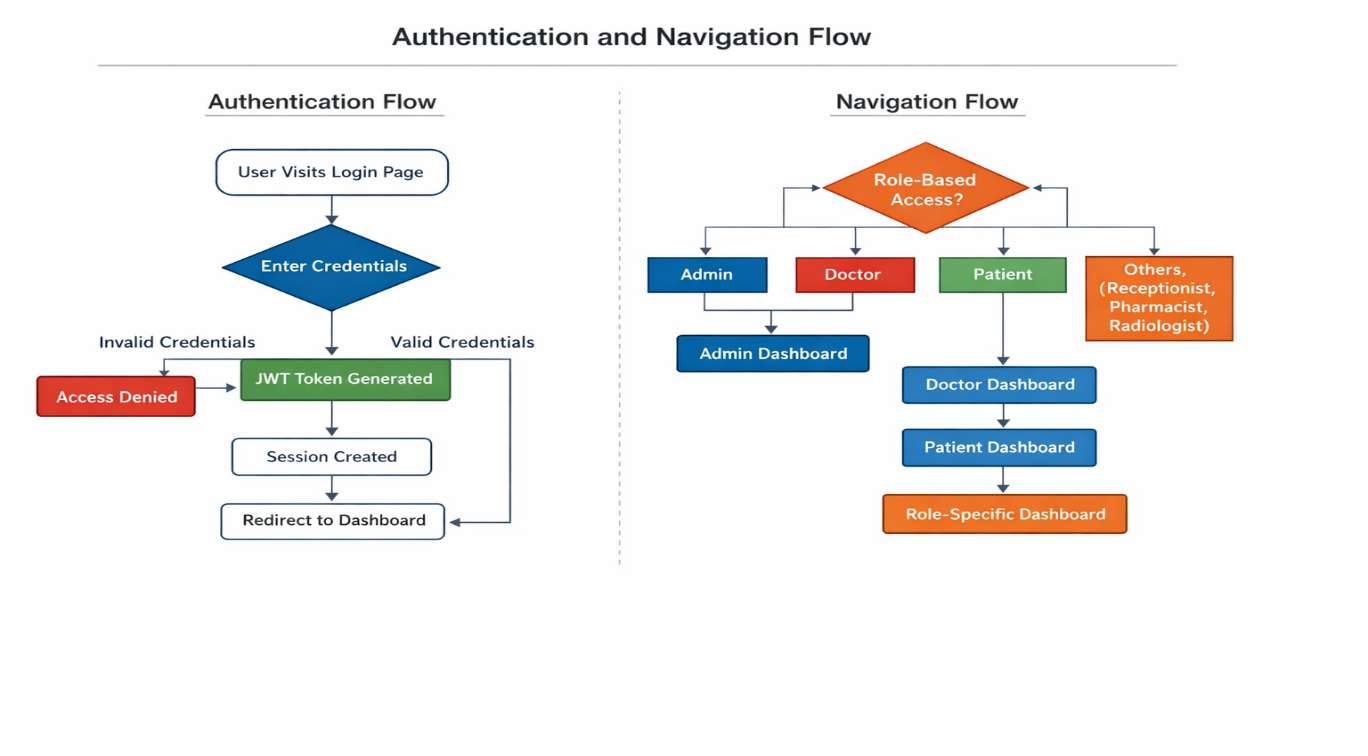 Authentication and Navigation Flow
Authentication Flow
User Visits Login Page
Enter Credentials
Invalid Credentials
Valid Credentials
JWT Token Generated
Access Denied
Session Created
Redirect to Dashboard
Navigation Flow
Role-Based
Access?
Admin
Doctor
Patient
Others,
(Receptionist,
Pharmacist,
Radiologist)
Admin Dashboard
Doctor Dashboard
Patient Dashboard
Role-Specific Dashboard